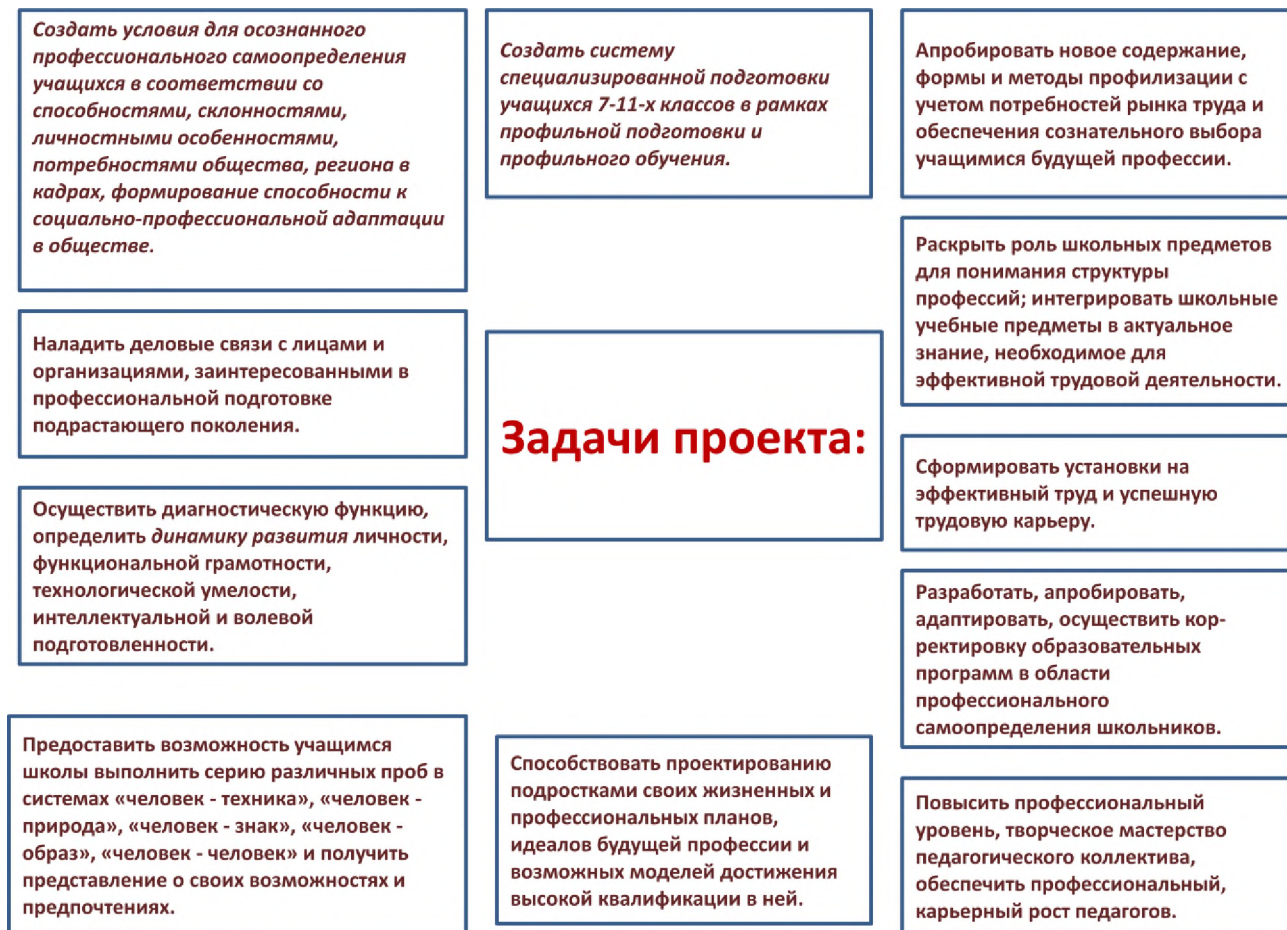 Создать условия для осознанного
профессионального самоопределения
учащихся в соответствии со
способностями, склонностями,
личностными особенностями,
потребностями общества, региона в
кадрах, формирование способности к
социально-профессиональной адаптации
в обществе.
Создать систему
специализированной подготовки
учащихся 7-11-х классов в рамках
профильной подготовки и
профильного обучения.
Апробировать новое содержание,
формы и методы профилизации с
учетом потребностей рынка труда и
обеспечения сознательного выбора
учащимися будущей профессии.
Раскрыть роль школьных предметов
для понимания структуры
профессий; интегрировать школьные
учебные предметы в актуальное
знание, необходимое для
эффективной трудовой деятельности.
Наладить деловые связи с лицами и
организациями, заинтересованными в
профессиональной подготовке
подрастающего поколения.
Задачи проекта:
Сформировать установки на
эффективный труд и успешную
трудовую карьеру.
Осуществить диагностическую функцию,
определить динамику развития личности,
функциональной грамотности,
технологической умелости,
интеллектуальной и волевой
подготовленности.
Разработать, апробировать,
адаптировать, осуществить кор-
ректировку образовательных
программ в области
профессионального
самоопределения школьников.
Предоставить возможность учащимся
школы выполнить серию различных проб в
системах «человек - техника», «человек -
природа», «человек - знак», «человек -
образ», «человек - человек» и получить
представление о своих возможностях и
предпочтениях.
Способствовать проектированию
подростками своих жизненных и
профессиональных планов,
идеалов будущей профессии и
возможных моделей достижения
высокой квалификации в ней.
Повысить профессиональный
уровень, творческое мастерство
педагогического коллектива,
обеспечить профессиональный,
карьерный рост педагогов.